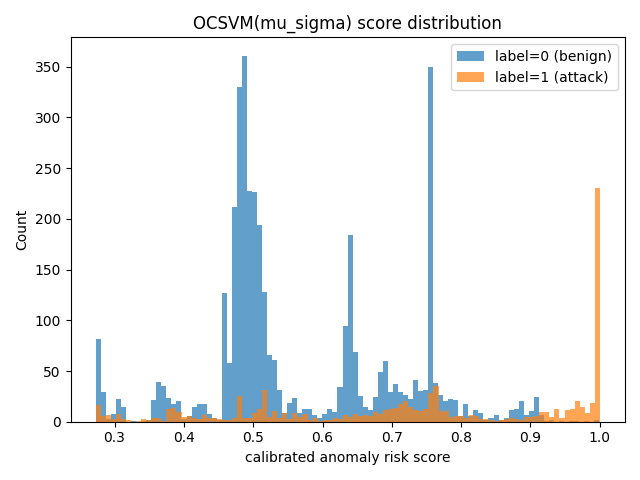 OCSVM(mu_sigma) score distribution
label=0 (benign)
label=1 (attack)
350
300
250
200
150
100
50
0
Count
0.3 0.4 0.5 0.6 0.7 0.8 0.9 1.0
calibrated anomaly risk score